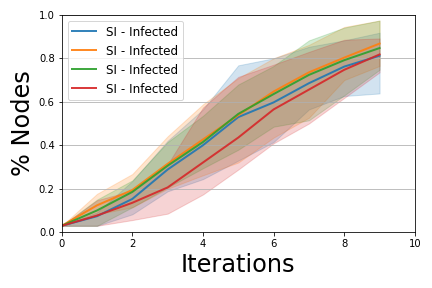 SI - Infected
SI - Infected
SI - Infected
SI - Infected
% Nodes
1.0
0.8
0.6
0.4
0.2
0.0
0 2 4 6 8 10
Iterations